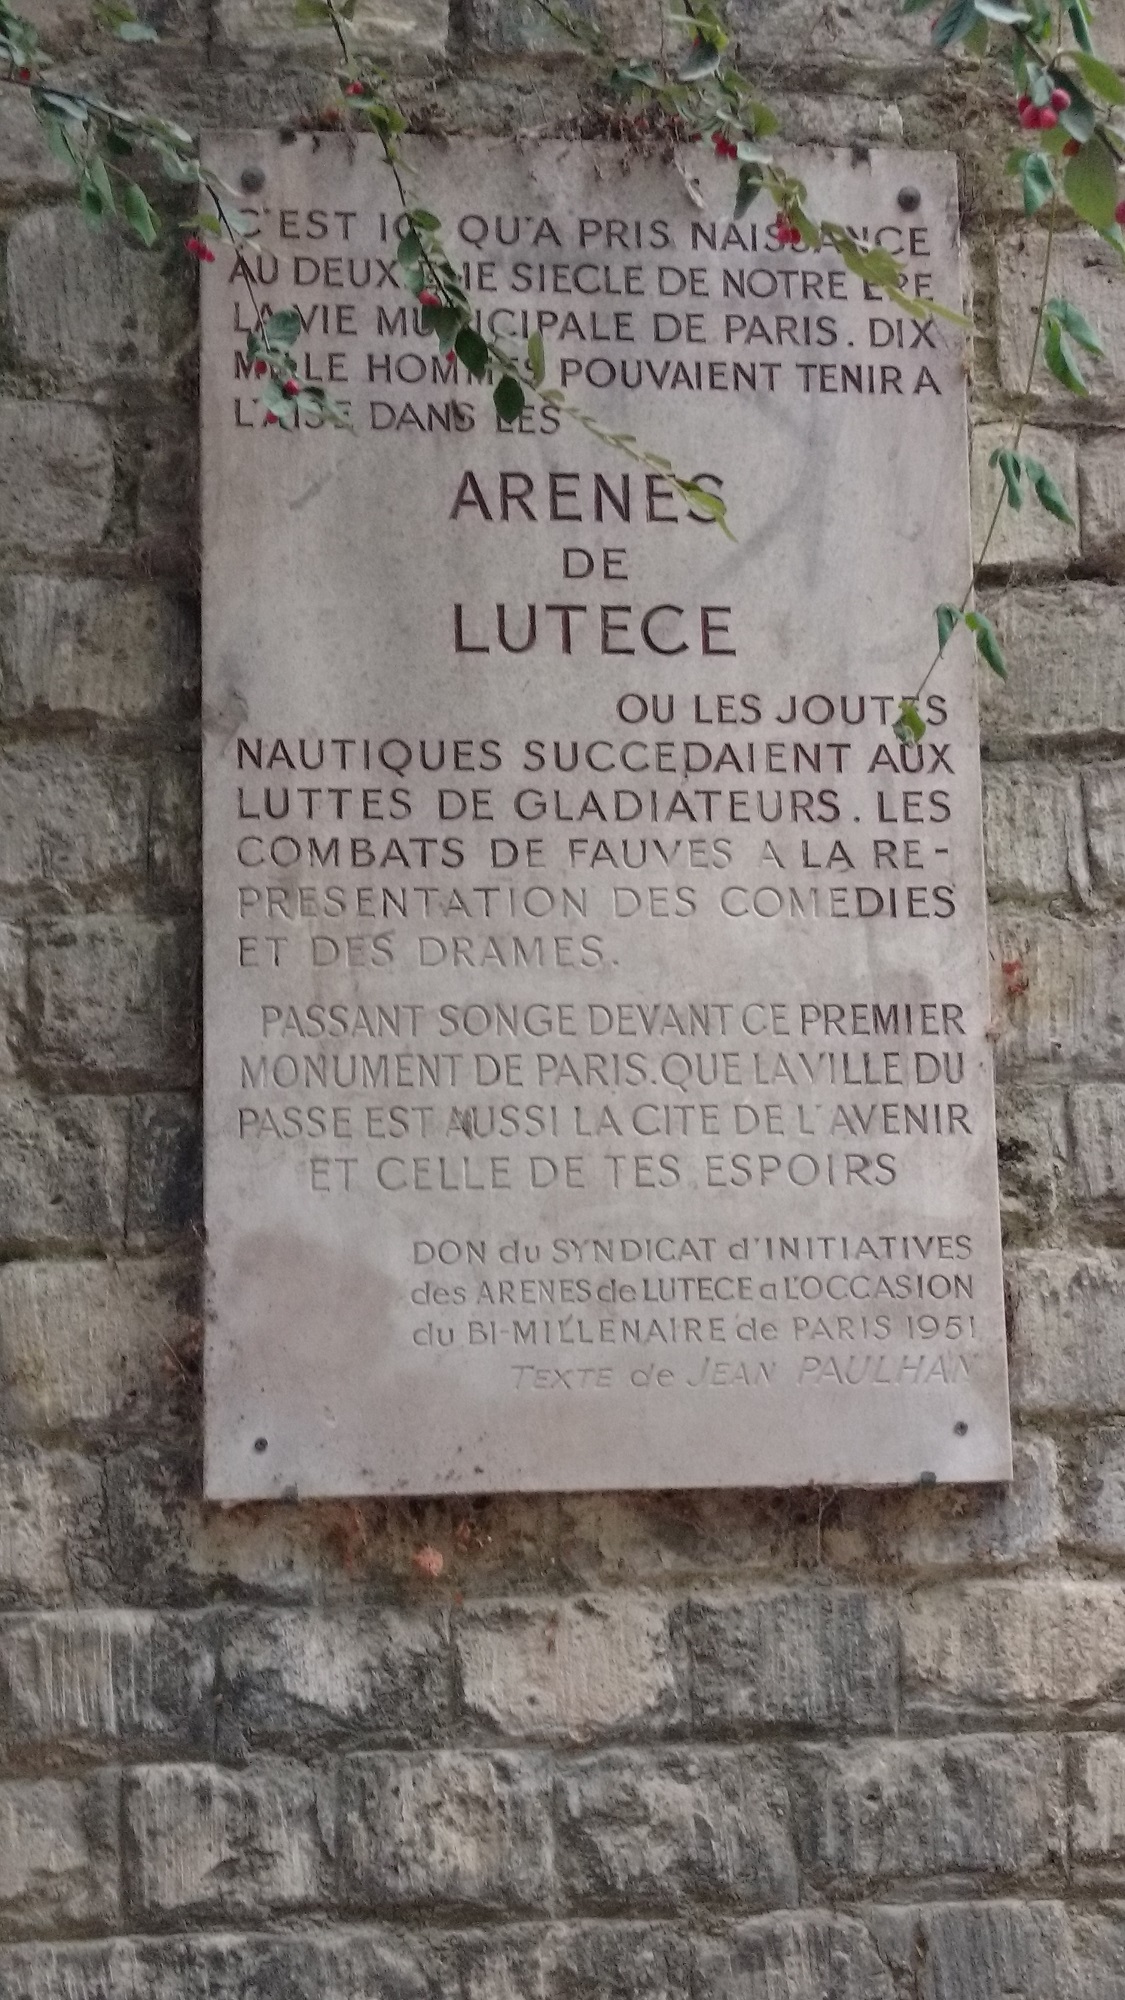 C'EST ICI QU'A PRIS NAISSANCE
AU DEUXIEME SIECLE DE NOTRE ERE
LA VIE MUNICIPALE DE PARIS. DIX
MILLE HOMMES POUVAIENT TENIR A
L'AISE DANS LES
ARENES
DE
LUTECE
OU LES JOUTES
NAUTIQUES SUCCEDAIENT AUX
LUTTES DE GLADIATEURS. LES
COMBATS DE FAUVES A LA RE-
PRESENTATION DES COMEDIES
ET DES DRAMES.
PASSANT SONGE DEVANT CE PREMIER
MONUMENT DE PARIS. QUE LA VILLE DU
PASSE EST AUSSI LA CITE DE L'AVENIR
ET CELLE DE TES ESPOIRS
DON du SYNDICAT d'INITIATIVES
des ARENES de LUTECE a L'OCCASION
du BI-MILLENAIRE de PARIS 1951
TEXTE de JEAN PAULHAN